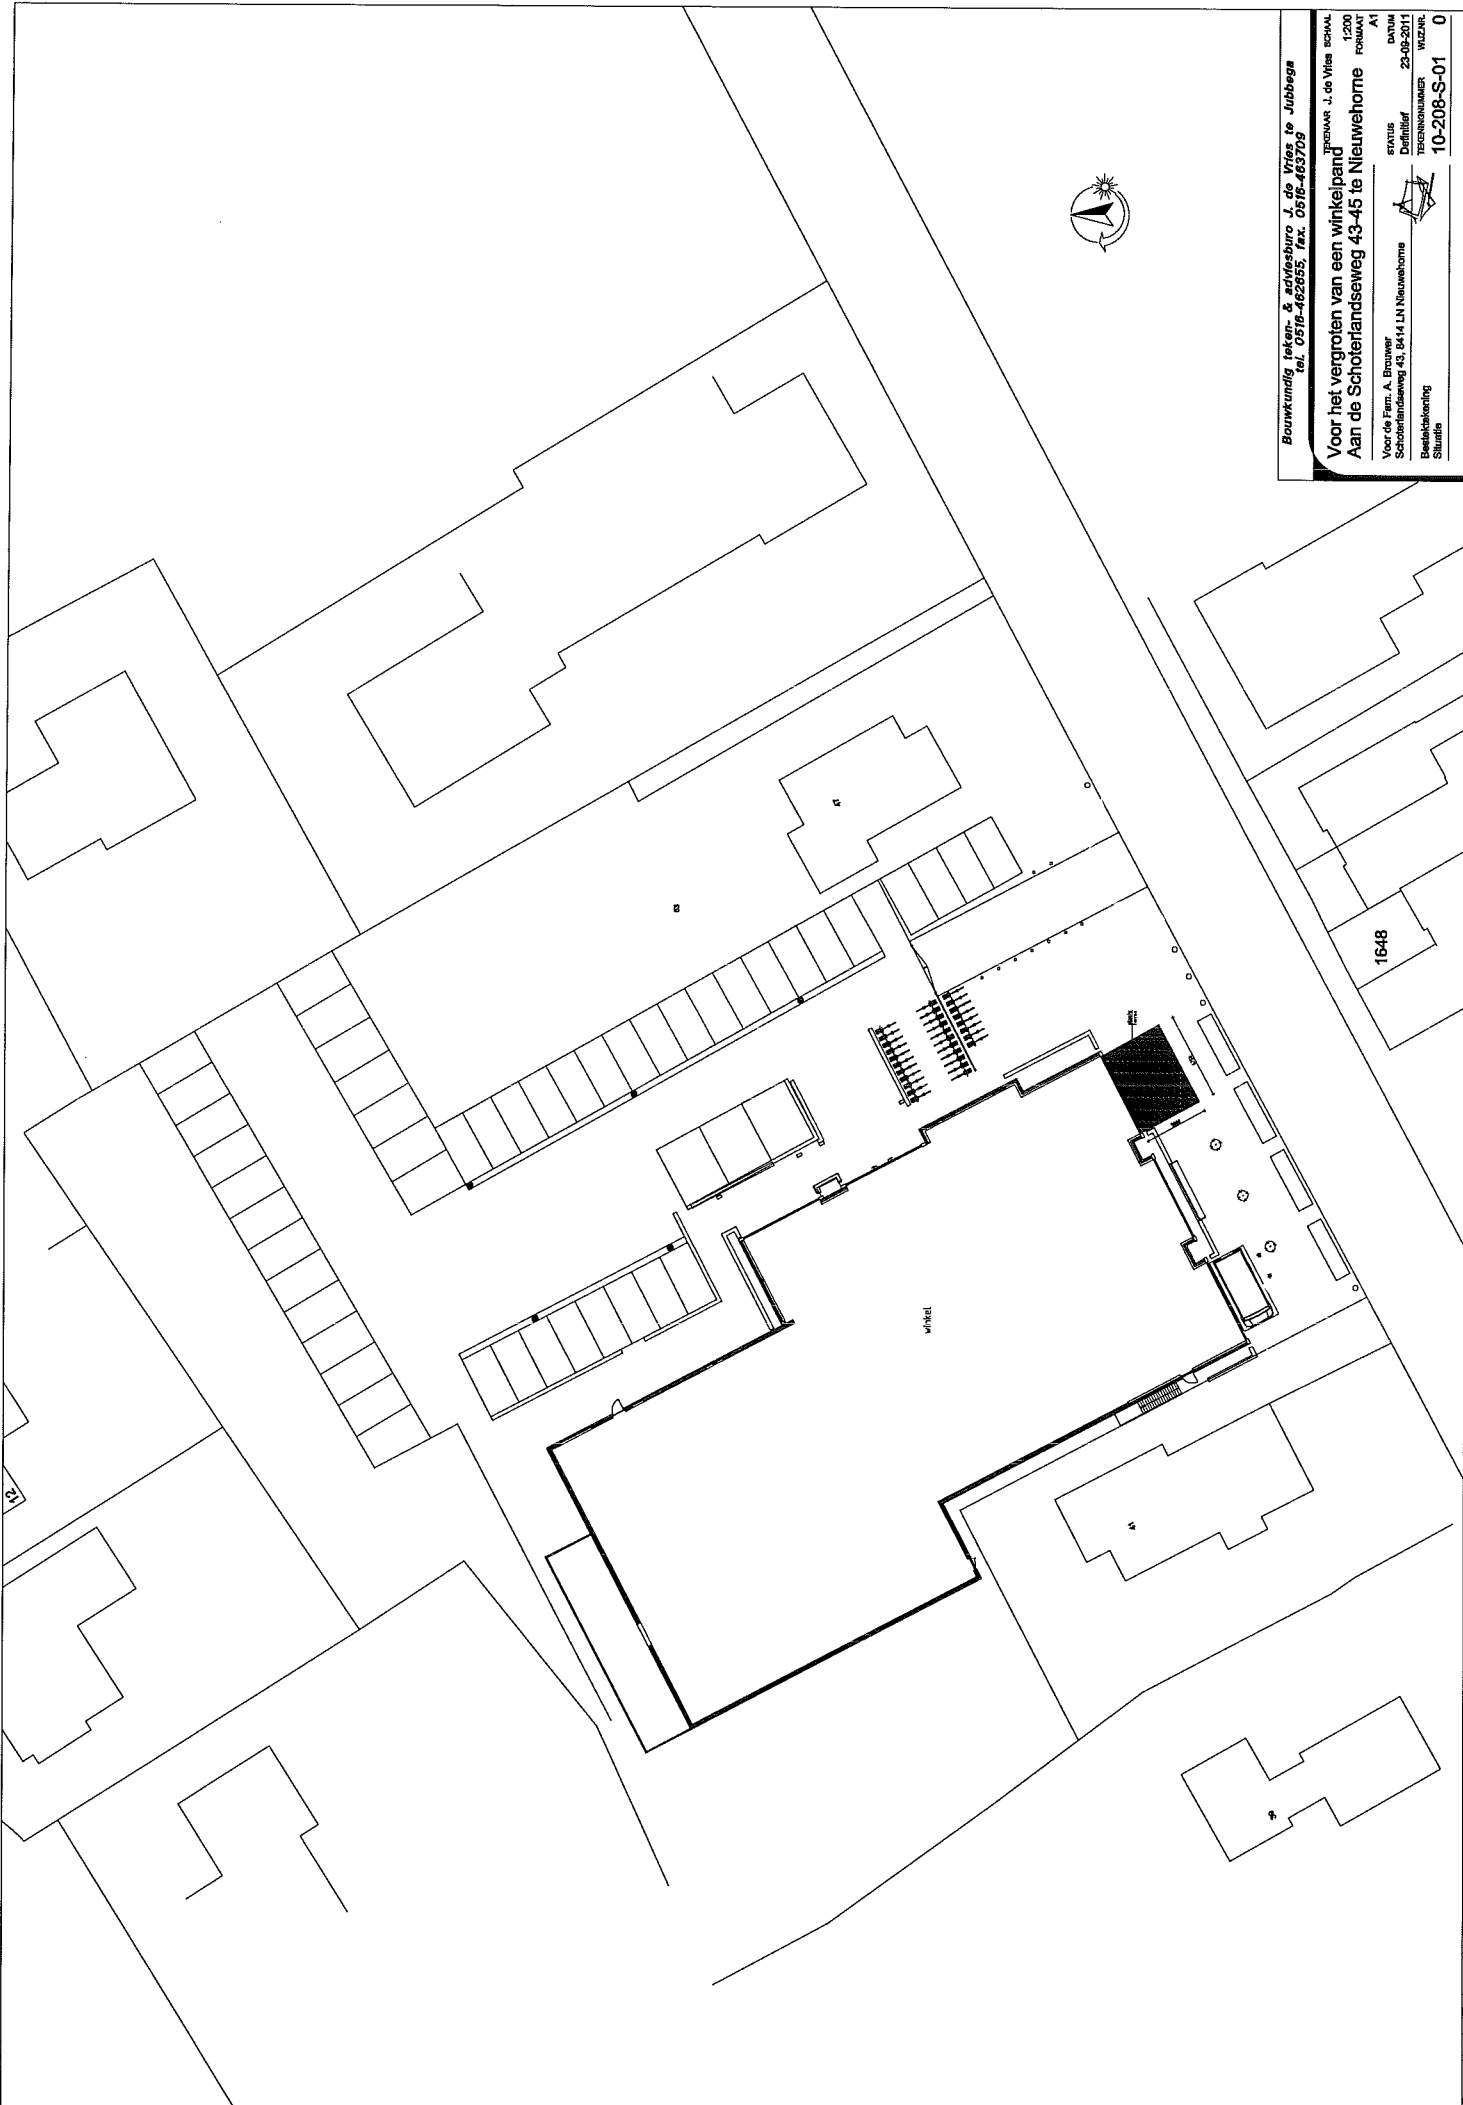 Bouwkundig teken- & adviesburo J. de Vries te Jubbega
tel. 0516-462655, fax. 0516-463709
Voor het vergroten van een winkelpand
Aan de Schoterlandseweg 43-45 te Nieuwehorne
TEKENAAR J. de Vries
SCHAAL
1:200
FORMAAT
A1
Voor de Fam. A. Brouwer
Schoterlandseweg 43, 8414 LN Nieuwehorne
STATUS
Definitief
DATUM
23-09-2011
Bestektekening
Situatie
TEKENINGNUMMER
10-208-S-01
WIJZ.NR.
0
12
63
47
winkel
1648
41
39